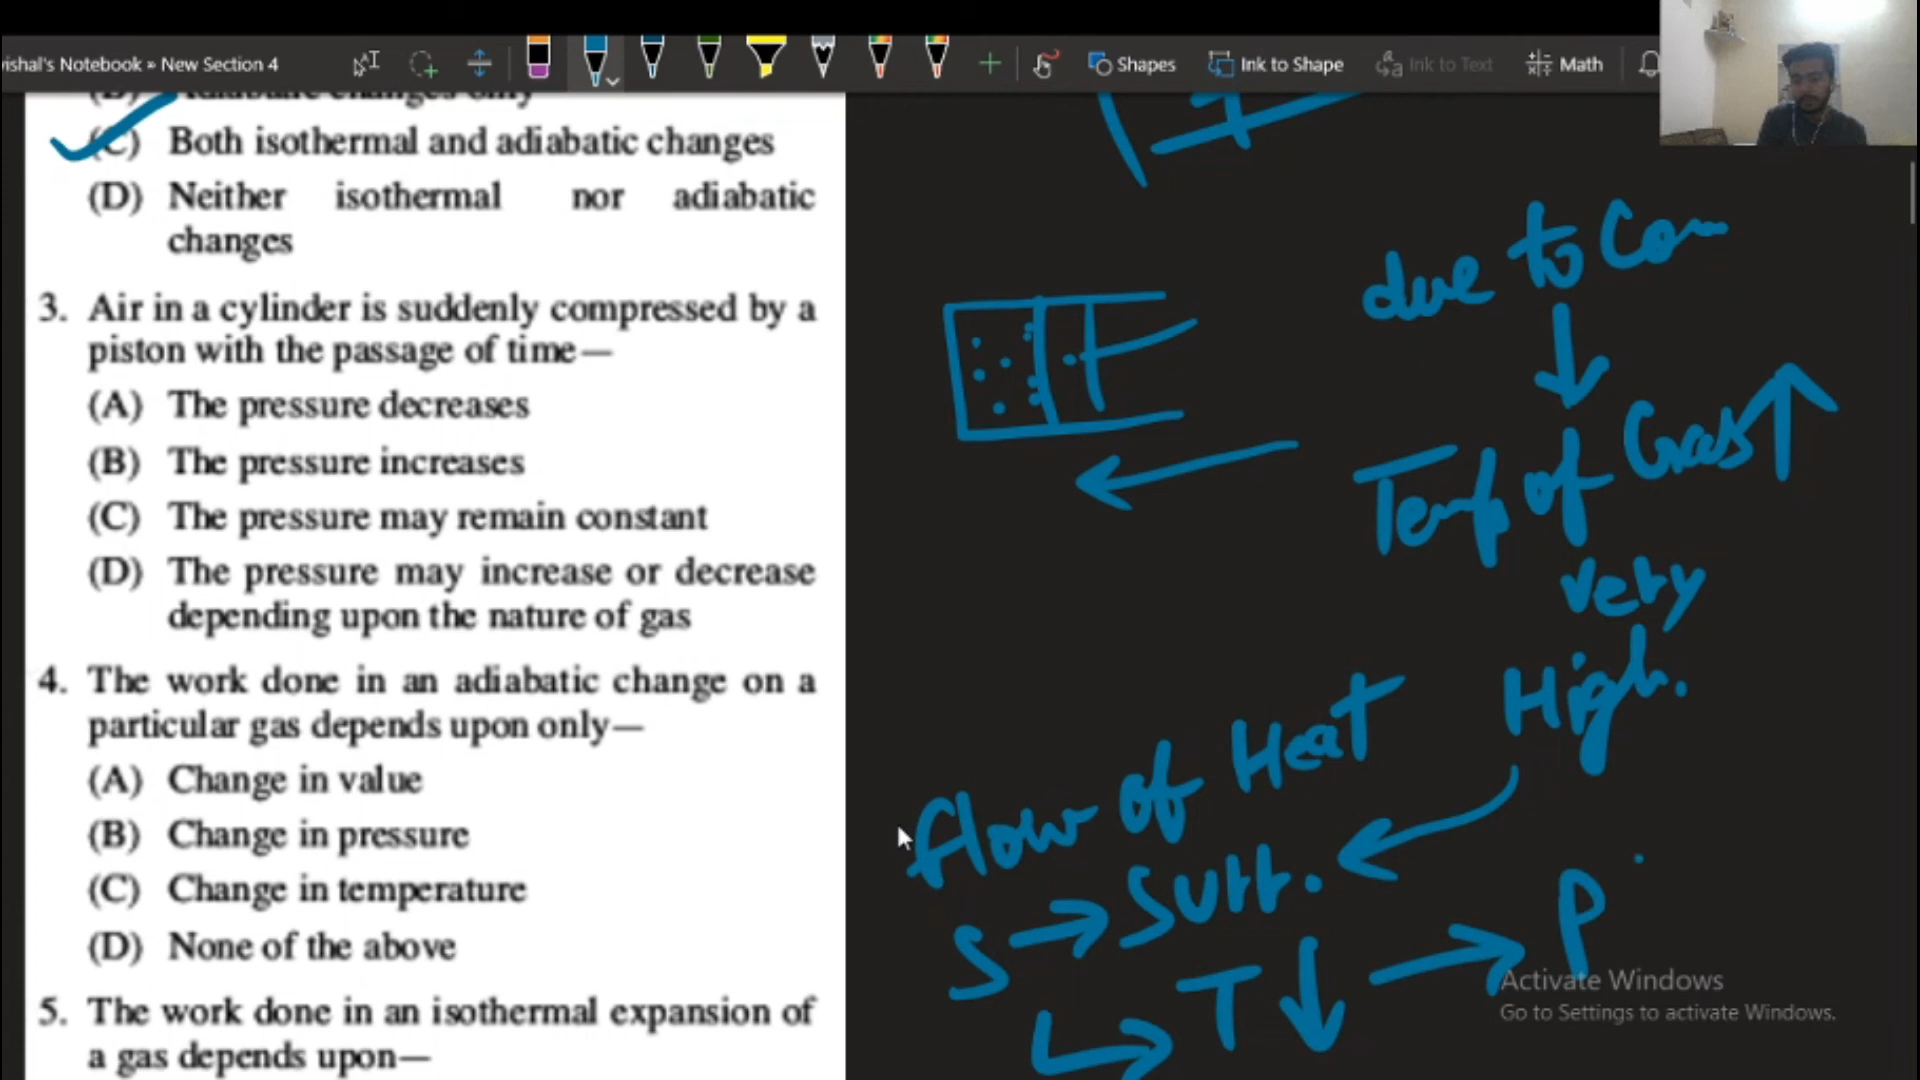 vishal's Notebook » New Section 4
Shapes
Ink to Shape
Ink to Text
Math
(B) Adiabatic changes only
(C) Both isothermal and adiabatic changes
(D) Neither isothermal nor adiabatic
changes
3. Air in a cylinder is suddenly compressed by a
piston with the passage of time—
(A) The pressure decreases
(B) The pressure increases
(C) The pressure may remain constant
(D) The pressure may increase or decrease
depending upon the nature of gas
4. The work done in an adiabatic change on a
particular gas depends upon only—
(A) Change in value
(B) Change in pressure
(C) Change in temperature
(D) None of the above
5. The work done in an isothermal expansion of
a gas depends upon—
due to Com
↓
Temp of Gas ↑
very
High.
Flow of Heat
S → Surr.
T ↓ → P
Activate Windows
Go to Settings to activate Windows.